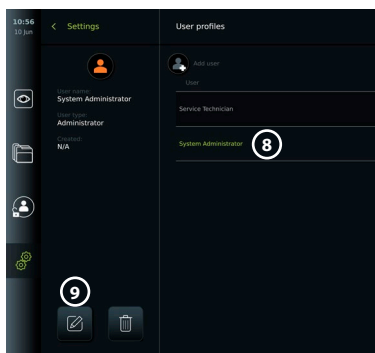 10:56
10 Jun
Settings
User profiles
Add user
User
User name:
System Administrator
User type:
Administrator
Created:
N/A
Service Technician
System Administrator
8
9